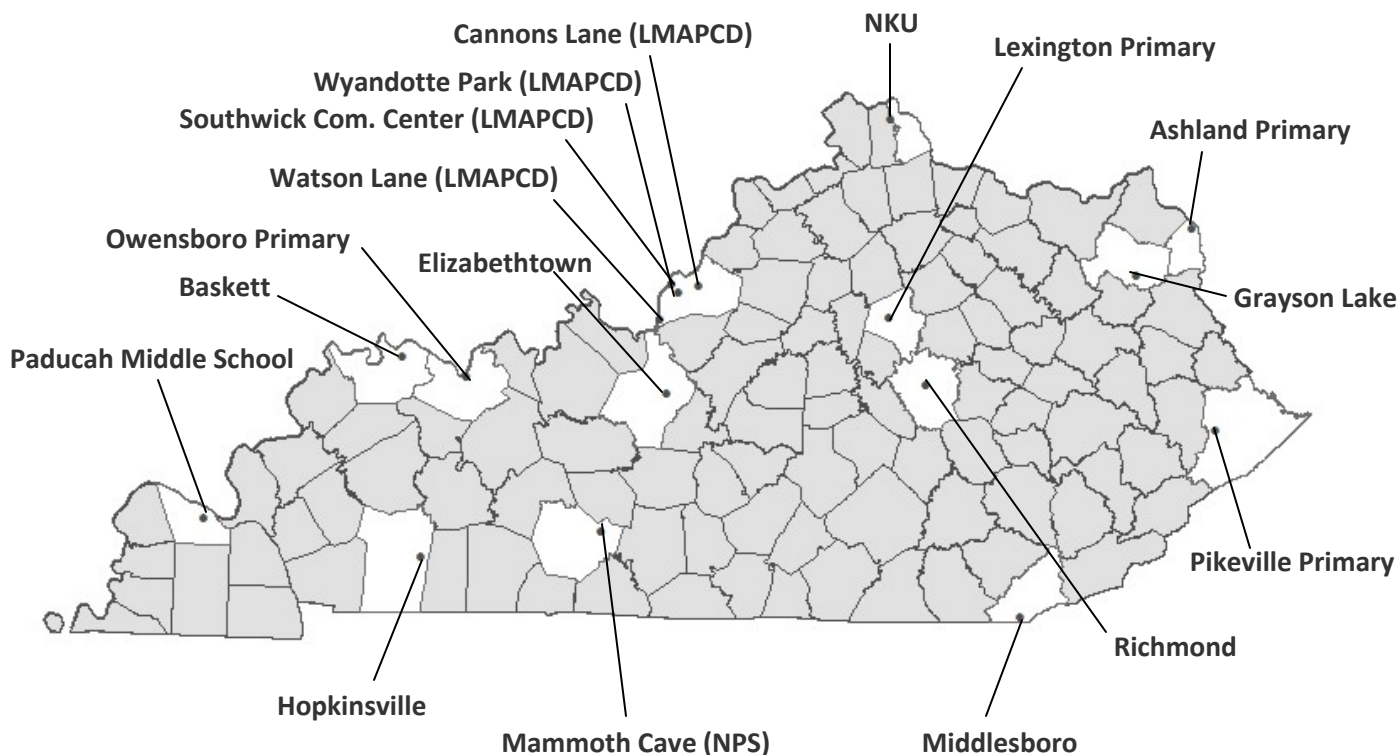 NKU
Cannons Lane (LMAPCD)
Lexington Primary
Wyandotte Park (LMAPCD)
Southwick Com. Center (LMAPCD)
Ashland Primary
Watson Lane (LMAPCD)
Owensboro Primary
Elizabethtown
Baskett
Grayson Lake
Paducah Middle School
Pikeville Primary
Richmond
Hopkinsville
Mammoth Cave (NPS)
Middlesboro